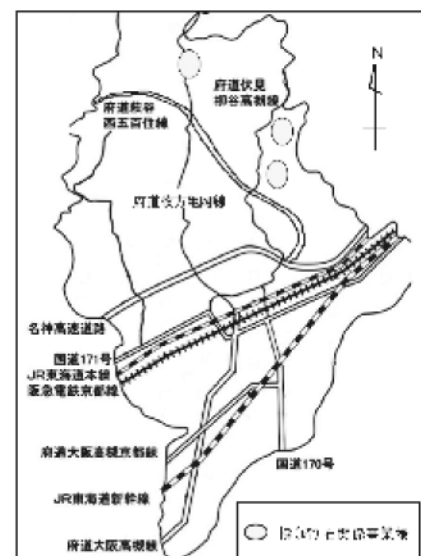 N
府道伏見
柳谷高槻線
府道萩谷
西五百住線
府道枚方亀岡線
名神高速道路
国道171号
JR東海道本線
阪急電鉄京都線
府道大阪高槻京都線
国道170号
JR東海道新幹線
府道大阪高槻線